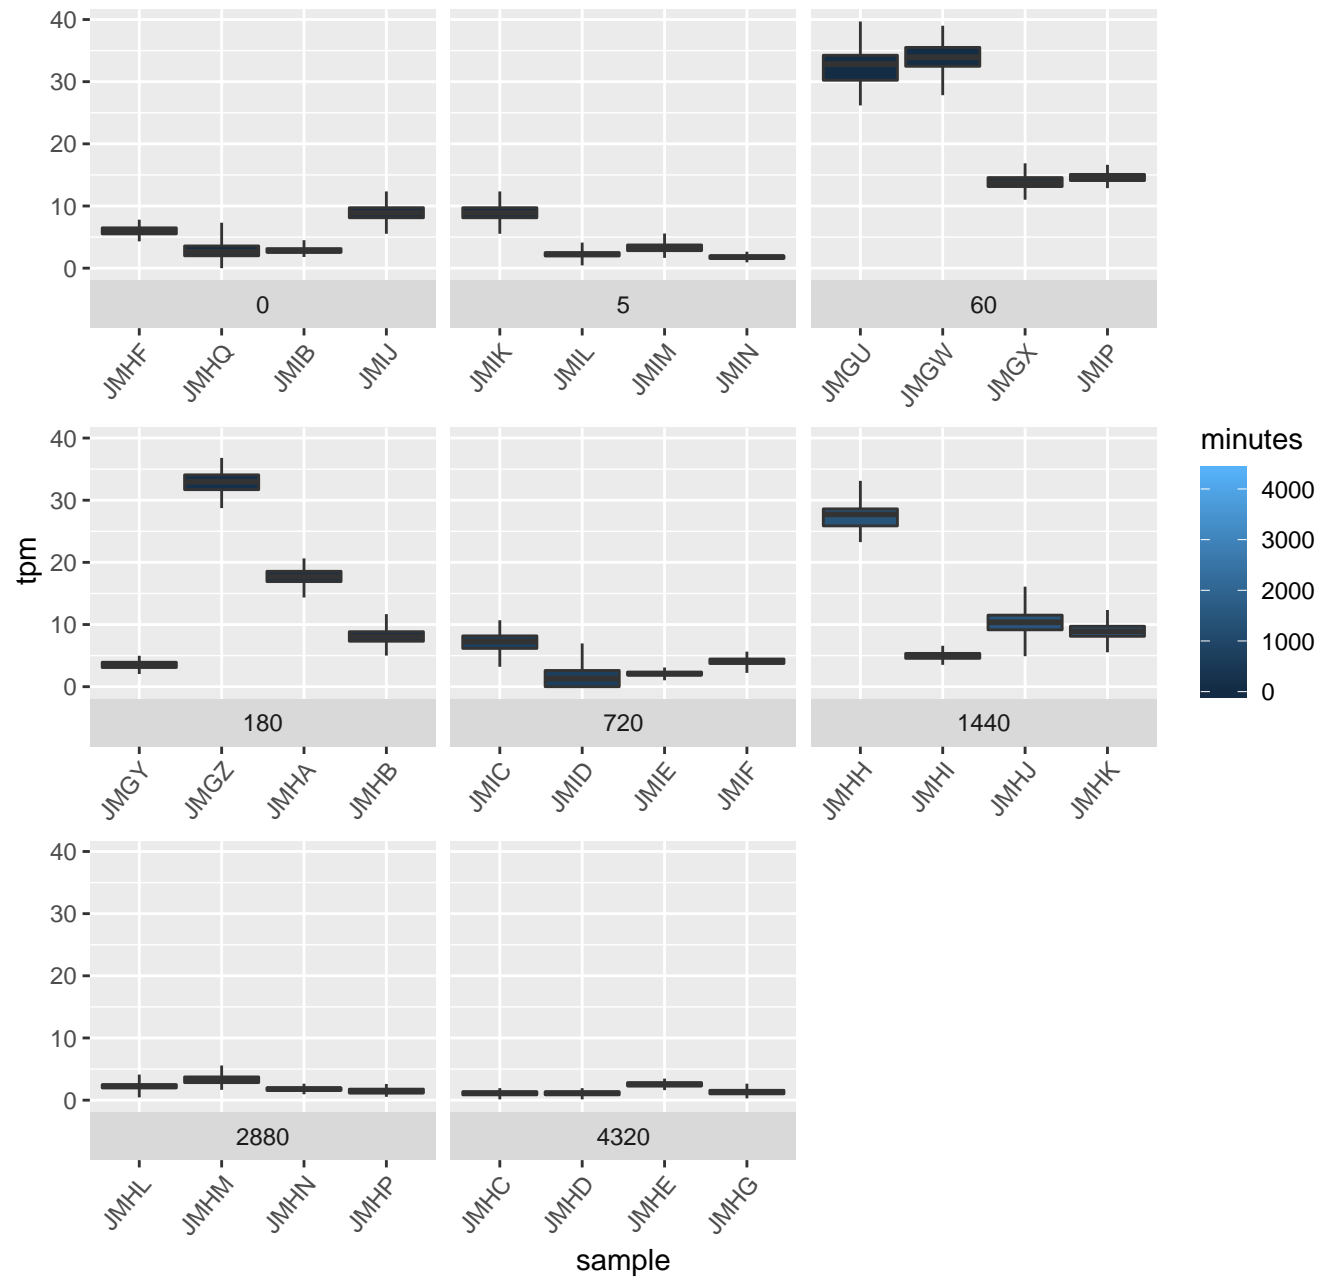 40
30
20
10
0
0
5
60
JMHF JMHQ JMIB JMIJ
JMIK JMIL JMIM JMIN
JMGU JMGW JMGX JMIP
40
30
20
10
0
tpm
180
720
1440
JMGY JMGZ JMHA JMHB
JMIC JMID JMIE JMIF
JMHH JMHI JMHJ JMHK
minutes
4000
3000
2000
1000
0
40
30
20
10
0
2880
4320
JMHL JMHM JMHN JMHP
JMHC JMHD JMHE JMHG
sample